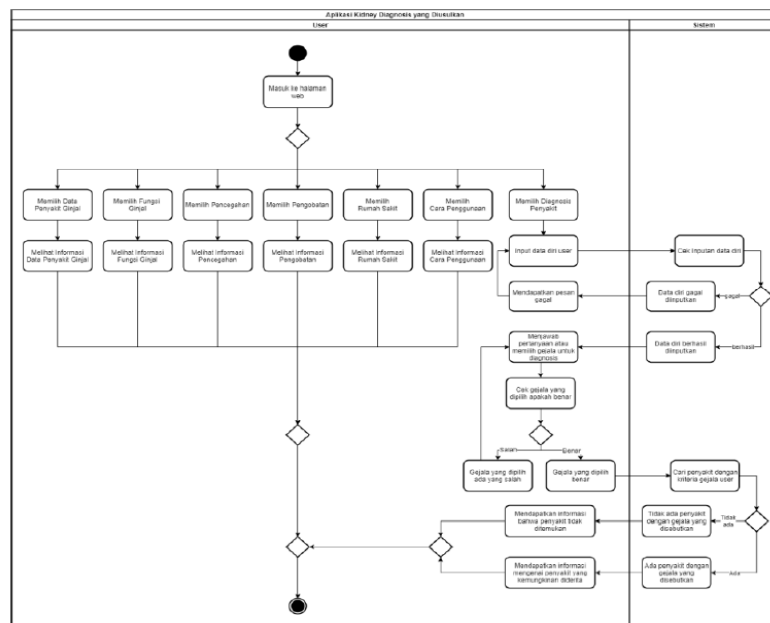 Aplikasi Kidney Diagnosis yang Diusulkan
User
Sistem
Masuk ke halaman
web
Memilih Data
Penyakit Ginjal
Memilih Fungsi
Ginjal
Memilih Pencegahan
Memilih Pengobatan
Memilih
Rumah Sakit
Memilih
Cara Penggunaan
Memilih Diagnosis
Penyakit
Melihat Informasi
Data Penyakit Ginjal
Melihat Informasi
Fungsi Ginjal
Melihat Informasi
Pencegahan
Melihat Informasi
Pengobatan
Melihat Informasi
Rumah Sakit
Melihat Informasi
Cara Penggunaan
Input data diri user
Cek inputan data diri
Mendapatkan pesan
gagal
Data diri gagal
diinputkan
gagal
Menjawab
pertanyaan atau
memilih gejala untuk
diagnosis
Data diri berhasil
diinputkan
berhasil
Cek gejala yang
dipilih apakah benar
Salah
Benar
Gejala yang dipilih
ada yang salah
Gejala yang dipilih
benar
Cari penyakit dengan
kriteria gejala user
Mendapatkan informasi
bahwa penyakit tidak
ditemukan
Tidak ada penyakit
dengan gejala yang
disebutkan
Tidak
ada
Mendapatkan informasi
mengenai penyakit yang
kemungkinan diderita
Ada penyakit dengan
gejala yang
disebutkan
Ada